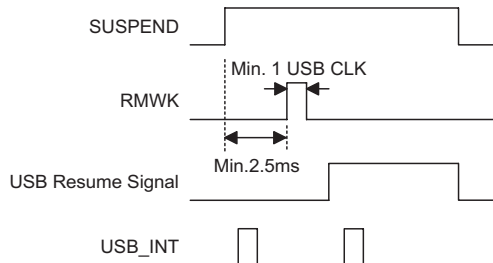 SUSPEND
Min. 1 USB CLK
RMWK
Min.2.5ms
USB Resume Signal
USB_INT